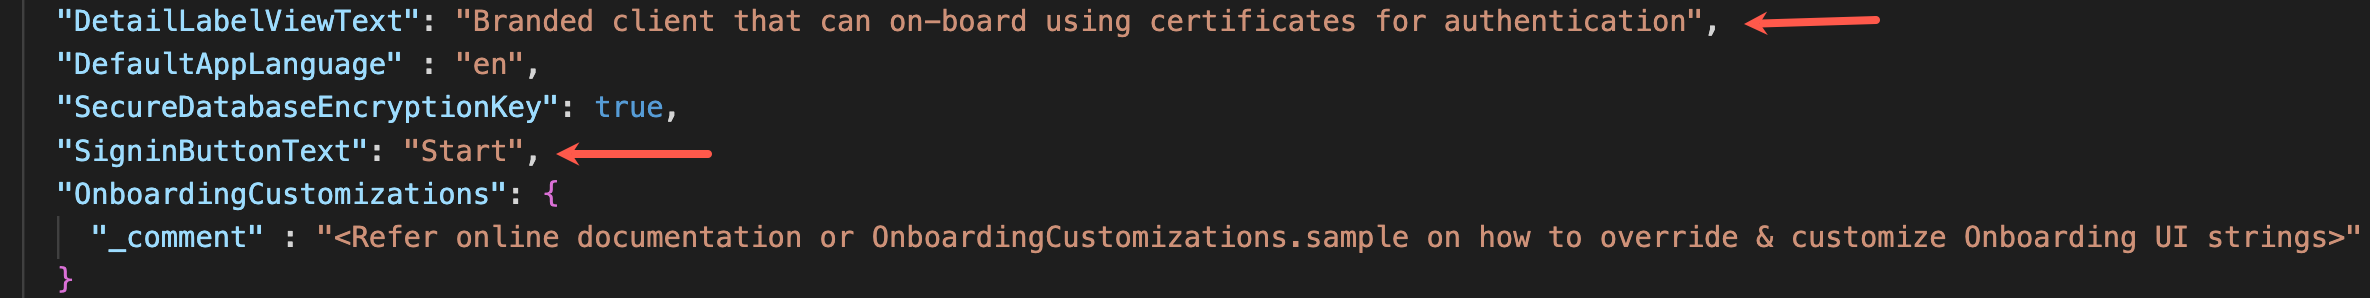 "DetailLabelViewText": "Branded client that can on-board using certificates for authentication",
"DefaultAppLanguage" : "en",
"SecureDatabaseEncryptionKey": true,
"SigninButtonText": "Start",
"OnboardingCustomizations": {
"_comment" : "<Refer online documentation or OnboardingCustomizations.sample on how to override & customize Onboarding UI strings>"
}